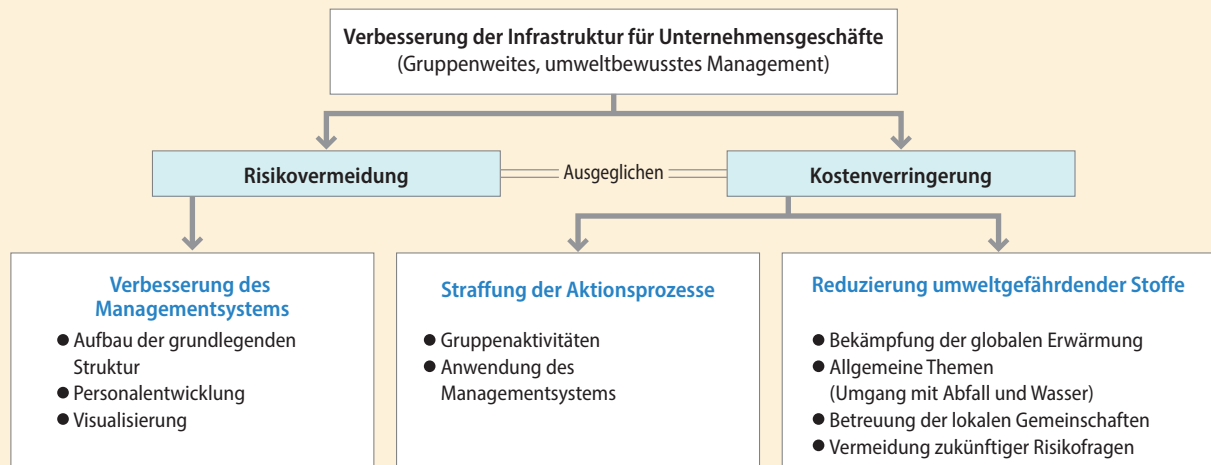 Verbesserung der Infrastruktur für Unternehmensgeschäfte
(Gruppenweites, umweltbewusstes Management)
Risikovermeidung
Ausgeglichen
Kostenverringerung
Verbesserung des
Managementsystems
● Aufbau der grundlegenden
Struktur
● Personalentwicklung
● Visualisierung
Straffung der Aktionsprozesse
● Gruppenaktivitäten
● Anwendung des
Managementsystems
Reduzierung umweltgefährdender Stoffe
● Bekämpfung der globalen Erwärmung
● Allgemeine Themen
(Umgang mit Abfall und Wasser)
● Betreuung der lokalen Gemeinschaften
● Vermeidung zukünftiger Risikofragen